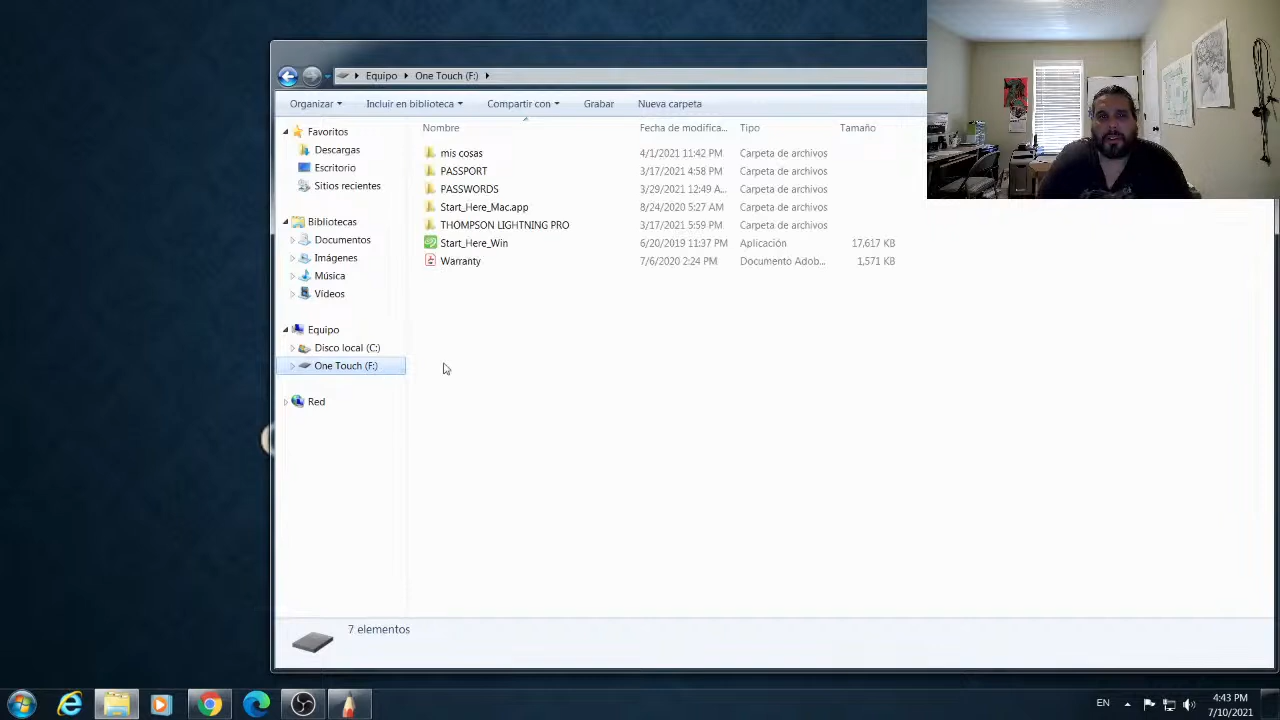 Equipo One Touch (F:)
Organizar Incluir en biblioteca Compartir con Grabar Nueva carpeta
Favoritos
Descargas
Escritorio
Sitios recientes
Bibliotecas
Documentos
Imágenes
Música
Vídeos
Equipo
Disco local (C:)
One Touch (F:)
Red
Nombre Fecha de modifica... Tipo Tamaño
mis cosas 4/1/2021 11:42 PM Carpeta de archivos
PASSPORT 3/17/2021 4:58 PM Carpeta de archivos
PASSWORDS 3/29/2021 12:49 A... Carpeta de archivos
Start_Here_Mac.app 8/24/2020 5:27 AM Carpeta de archivos
THOMPSON LIGHTNING PRO 3/17/2021 5:59 PM Carpeta de archivos
Start_Here_Win 6/20/2019 11:37 PM Aplicación 17,617 KB
Warranty 7/6/2020 2:24 PM Documento Adob... 1,571 KB
7 elementos
EN 4:43 PM
7/10/2021